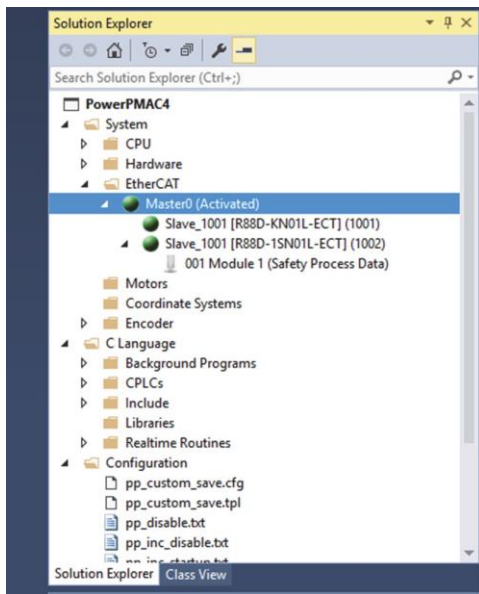 Solution Explorer
Search Solution Explorer (Ctrl+;)
PowerPMAC4
System
CPU
Hardware
EtherCAT
Master0 (Activated)
Slave_1001 [R88D-KN01L-ECT] (1001)
Slave_1001 [R88D-1SN01L-ECT] (1002)
001 Module 1 (Safety Process Data)
Motors
Coordinate Systems
Encoder
C Language
Background Programs
CPLCs
Include
Libraries
Realtime Routines
Configuration
pp_custom_save.cfg
pp_custom_save.tpl
pp_disable.txt
pp_inc_disable.txt
pp_inc_startup.txt
Solution Explorer Class View